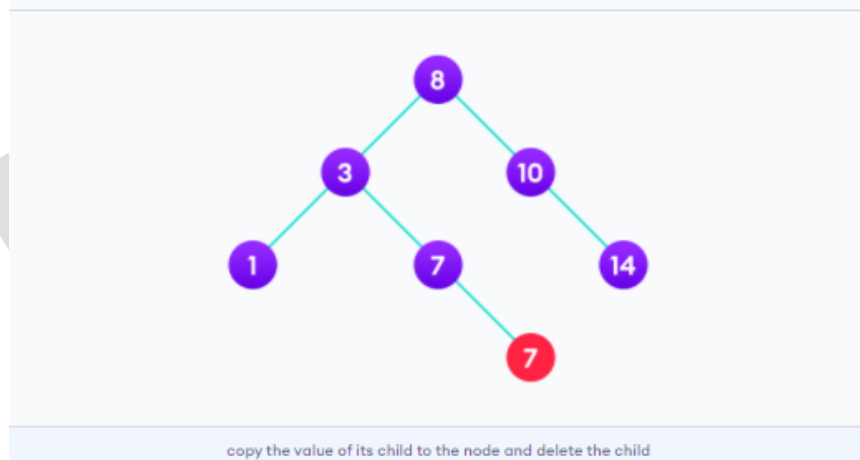 8
3 10
1 7 14
7
copy the value of its child to the node and delete the child